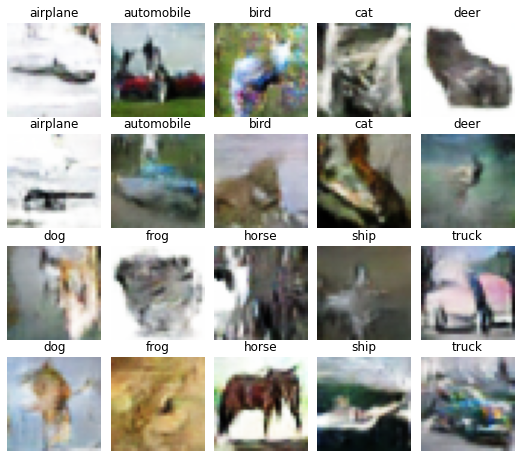 airplane automobile bird cat deer
airplane automobile bird cat deer
dog frog horse ship truck
dog frog horse ship truck